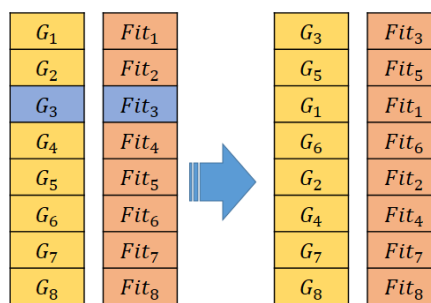 G₁ Fit₁ G₃ Fit₃
G₂ Fit₂ G₅ Fit₅
G₃ Fit₃ G₁ Fit₁
G₄ Fit₄ G₆ Fit₆
G₅ Fit₅ G₂ Fit₂
G₆ Fit₆ G₄ Fit₄
G₇ Fit₇ G₇ Fit₇
G₈ Fit₈ G₈ Fit₈